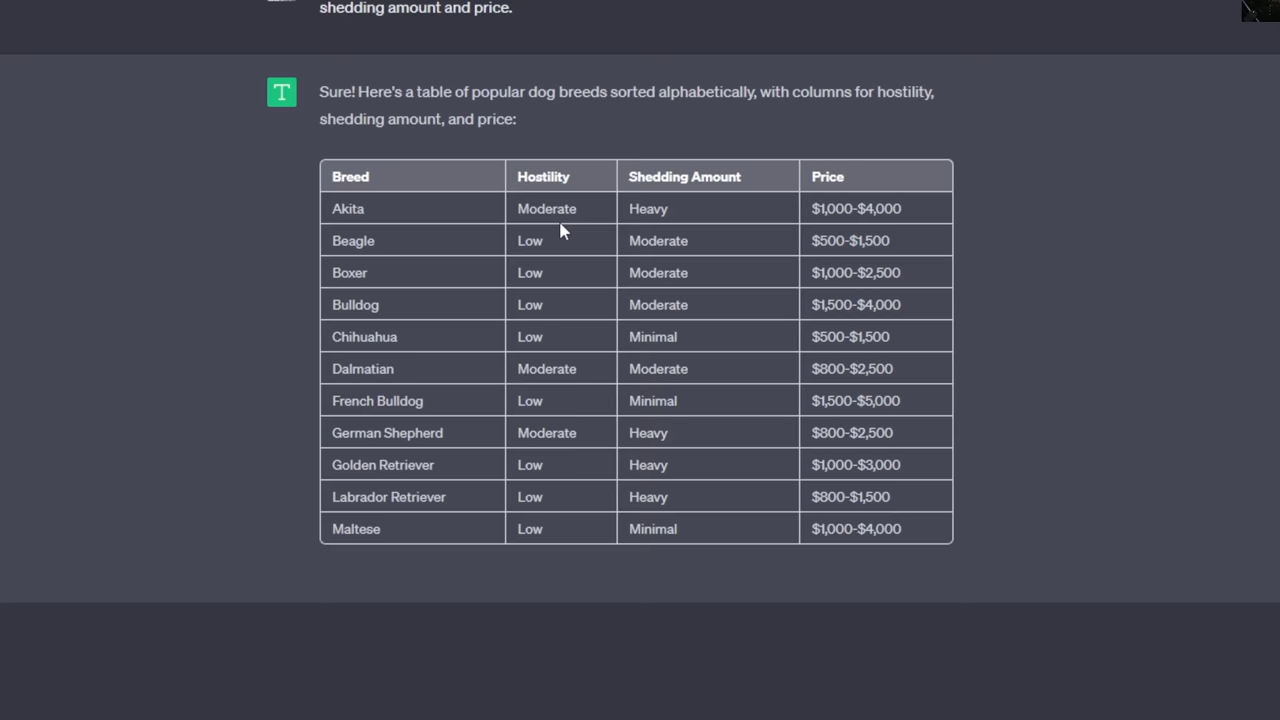 shedding amount and price.
T
Sure! Here's a table of popular dog breeds sorted alphabetically, with columns for hostility,
shedding amount, and price:
Breed Hostility Shedding Amount Price
Akita Moderate Heavy $1,000-$4,000
Beagle Low Moderate $500-$1,500
Boxer Low Moderate $1,000-$2,500
Bulldog Low Moderate $1,500-$4,000
Chihuahua Low Minimal $500-$1,500
Dalmatian Moderate Moderate $800-$2,500
French Bulldog Low Minimal $1,500-$5,000
German Shepherd Moderate Heavy $800-$2,500
Golden Retriever Low Heavy $1,000-$3,000
Labrador Retriever Low Heavy $800-$1,500
Maltese Low Minimal $1,000-$4,000